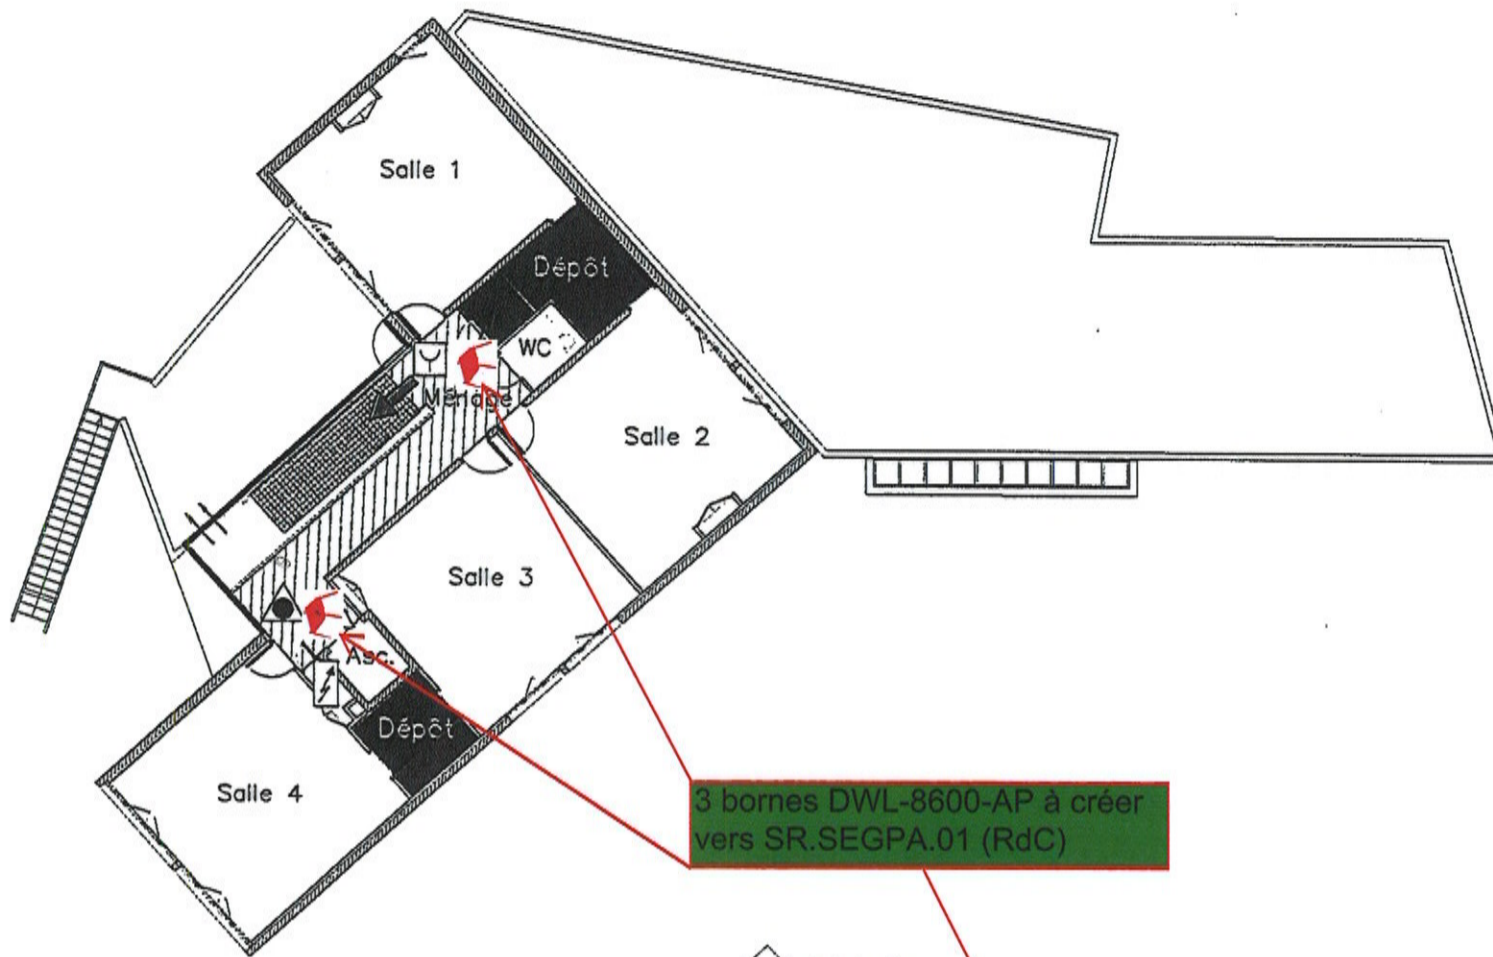 Salle 1
Dépôt
WC
Ménage
Salle 2
Salle 3
Asc.
Dépôt
Salle 4
3 bornes DWL-8600-AP à créer
vers SR.SEGPA.01 (RdC)